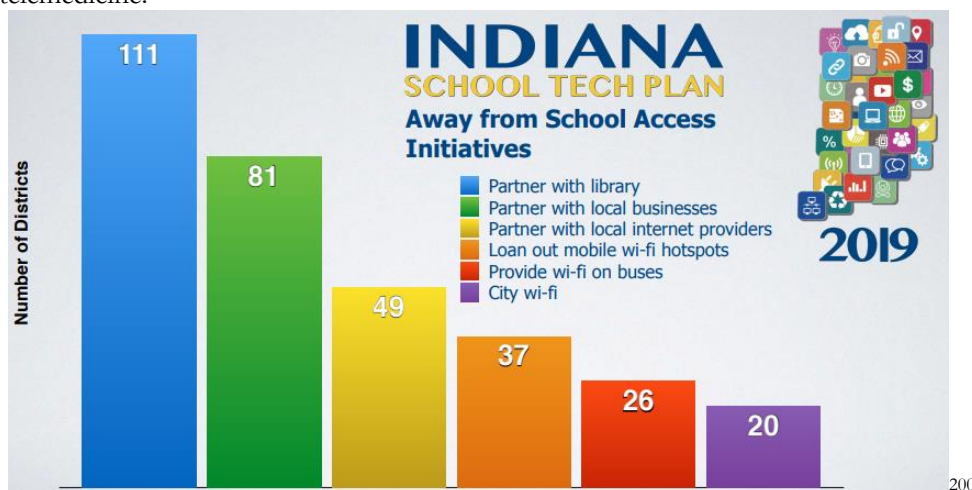 telemedicine.
INDIANA
SCHOOL TECH PLAN
Away from School Access
Initiatives
Partner with library
Partner with local businesses
Partner with local internet providers
Loan out mobile wi-fi hotspots
Provide wi-fi on buses
City wi-fi
2019
Number of Districts
111
81
49
37
26
20
$
%
200